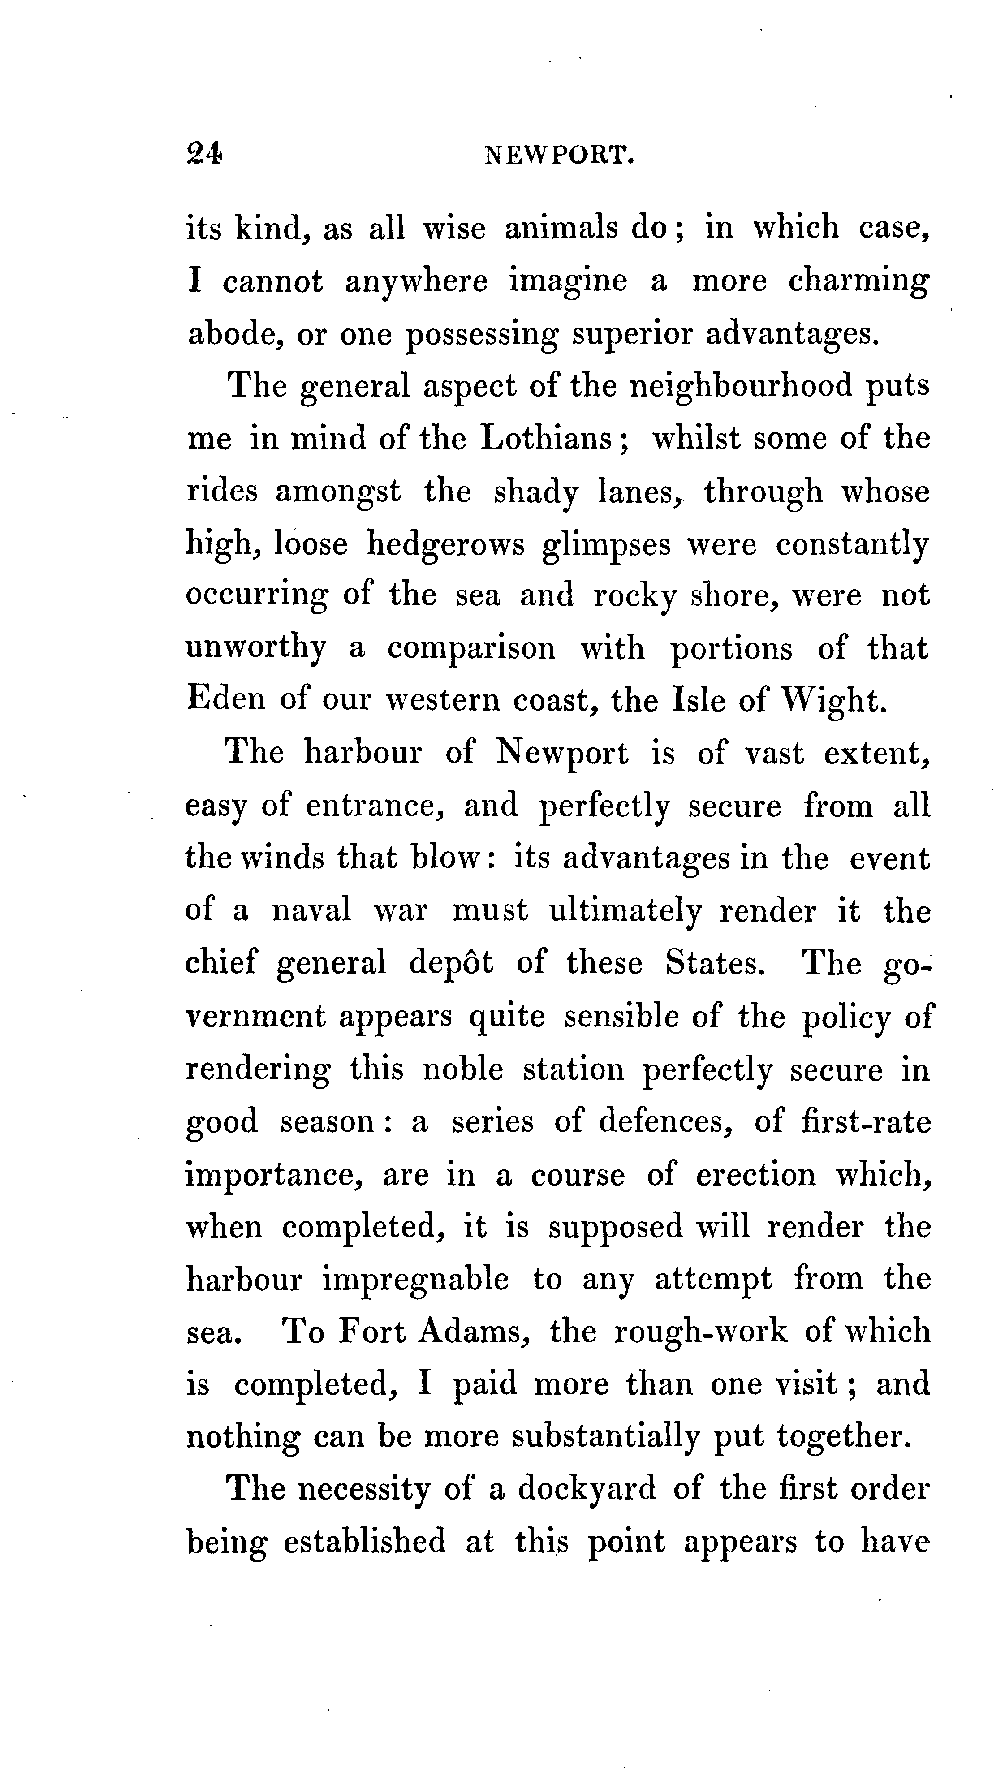 24 NEWPORT.
its kind, as all wise animals do; in which case,
I cannot anywhere imagine a more charming
abode, or one possessing superior advantages.
The general aspect of the neighbourhood puts
me in mind of the Lothians; whilst some of the
rides amongst the shady lanes, through whose
high, loose hedgerows glimpses were constantly
occurring of the sea and rocky shore, were not
unworthy a comparison with portions of that
Eden of our western coast, the Isle of Wight.
The harbour of Newport is of vast extent,
easy of entrance, and perfectly secure from all
the winds that blow: its advantages in the event
of a naval war must ultimately render it the
chief general depôt of these States. The go-
vernment appears quite sensible of the policy of
rendering this noble station perfectly secure in
good season: a series of defences, of first-rate
importance, are in a course of erection which,
when completed, it is supposed will render the
harbour impregnable to any attempt from the
sea. To Fort Adams, the rough-work of which
is completed, I paid more than one visit; and
nothing can be more substantially put together.
The necessity of a dockyard of the first order
being established at this point appears to have